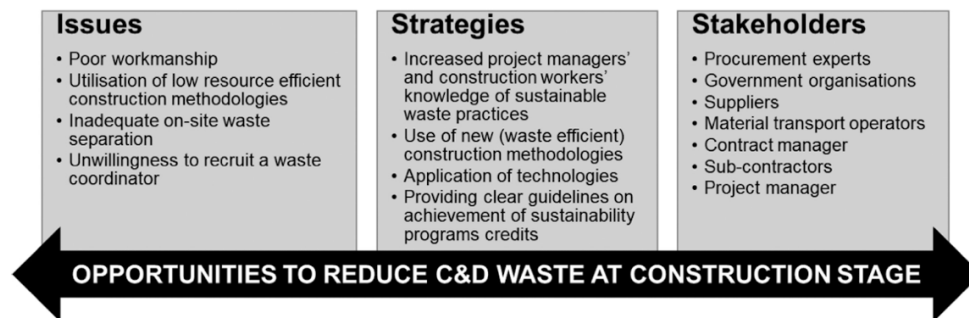 Issues
• Poor workmanship
• Utilisation of low resource efficient
construction methodologies
• Inadequate on-site waste
separation
• Unwillingness to recruit a waste
coordinator
Strategies
• Increased project managers'
and construction workers'
knowledge of sustainable
waste practices
• Use of new (waste efficient)
construction methodologies
• Application of technologies
• Providing clear guidelines on
achievement of sustainability
programs credits
Stakeholders
• Procurement experts
• Government organisations
• Suppliers
• Material transport operators
• Contract manager
• Sub-contractors
• Project manager
OPPORTUNITIES TO REDUCE C&D WASTE AT CONSTRUCTION STAGE